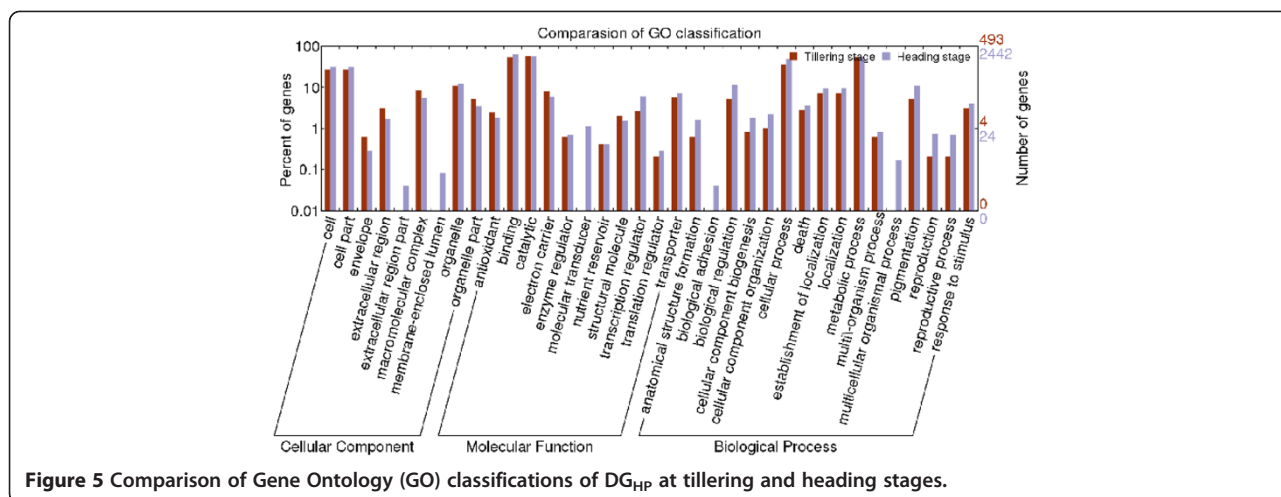 Comparasion of GO classification
Tillering stage
Heading stage
Percent of genes
100
10
1
0.1
0.01
493
2442
4
24
0
0
Number of genes
cell
cell part
envelope
extracellular region
extracellular region part
macromolecular complex
membrane-enclosed lumen
organelle
organelle part
antioxidant
binding
catalytic
electron carrier
enzyme regulator
molecular transducer
nutrient reservoir
structural molecule
transcription regulator
translation regulator
transporter
anatomical structure formation
biological adhesion
biological regulation
cellular component biogenesis
cellular component organization
cellular process
death
establishment of localization
localization
metabolic process
multi-organism process
multicellular organismal process
pigmentation
reproduction
reproductive process
response to stimulus
Cellular Component
Molecular Function
Biological Process
Figure 5 Comparison of Gene Ontology (GO) classifications of DGHP at tillering and heading stages.